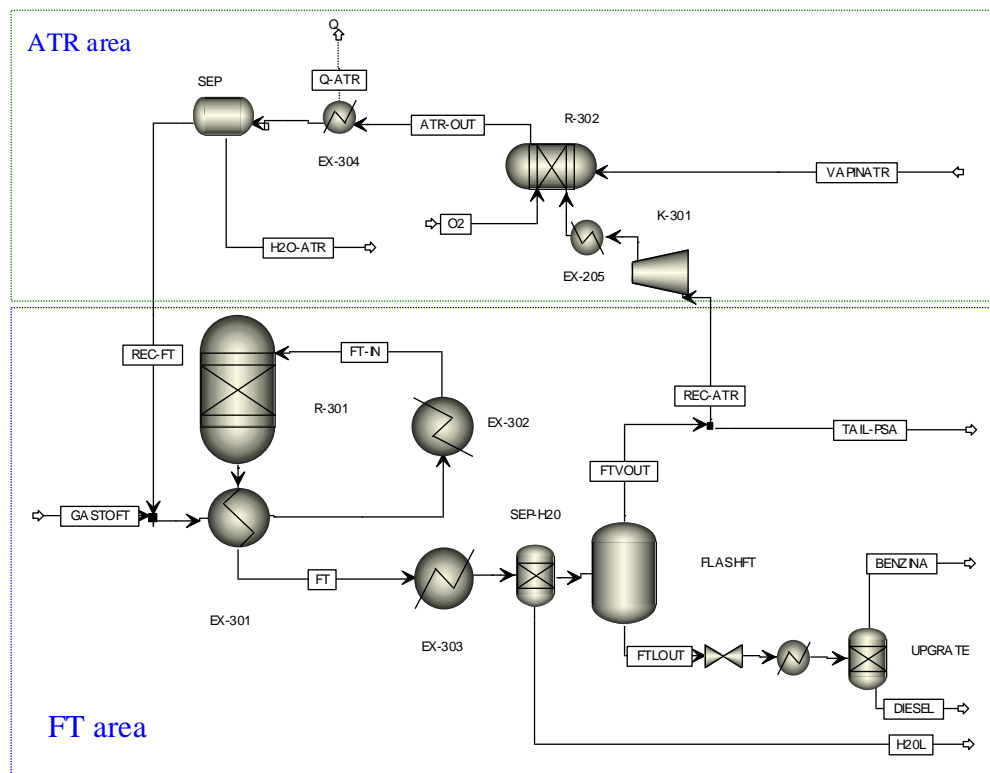 Q
ATR area
Q-ATR
SEP
ATR-OUT
R-302
EX-304
VAPINATR
O2
K-301
H2O-ATR
EX-205
REC-FT
FT-IN
R-301
EX-302
REC-ATR
TAIL-PSA
FTVOUT
GASTOFT
SEP-H20
FLASHFT
BENZINA
FT
EX-301
EX-303
FTLOUT
UPGRATE
DIESEL
FT area
H20L